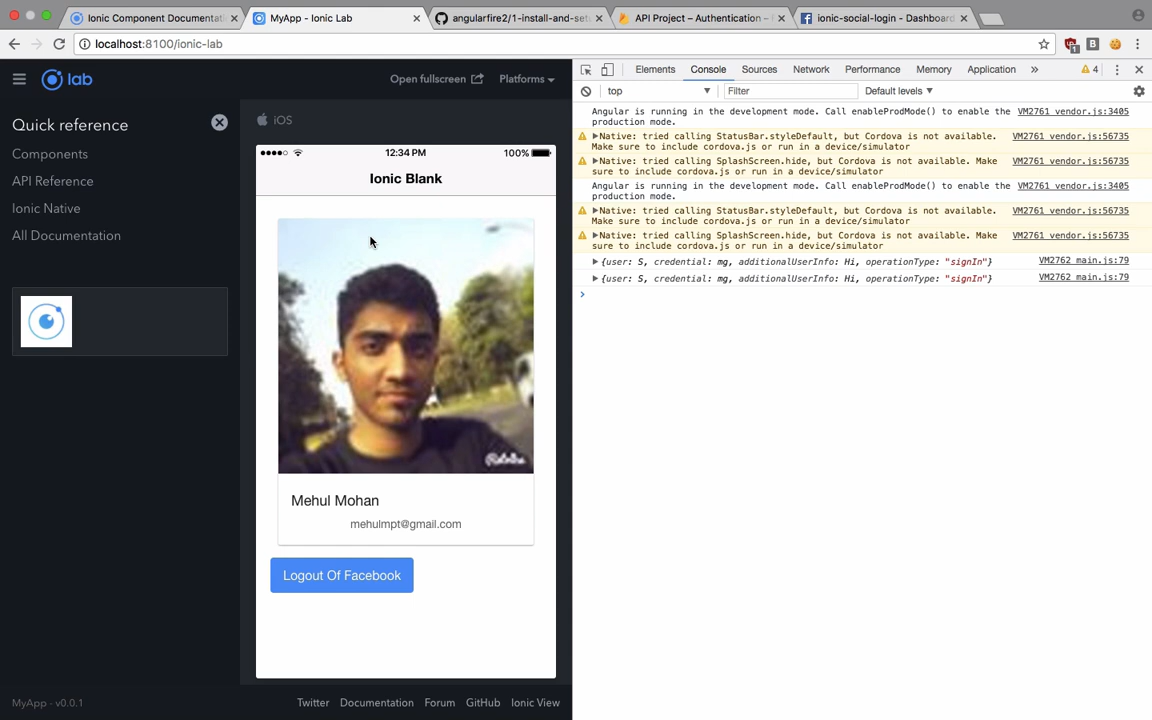 Ionic Component Documentati
MyApp - Ionic Lab
angularfire2/1-install-and-set
API Project – Authentication –
ionic-social-login - Dashboard
localhost:8100/ionic-lab
lab
Open fullscreen
Platforms
Quick reference
Components
API Reference
Ionic Native
All Documentation
iOS
12:34 PM
100%
Ionic Blank
Mehul Mohan
mehulmpt@gmail.com
Logout Of Facebook
MyApp - v0.0.1
Twitter
Documentation
Forum
GitHub
Ionic View
Elements
Console
Sources
Network
Performance
Memory
Application
4
top
Filter
Default levels
Angular is running in the development mode. Call enableProdMode() to enable the VM2761 vendor.js:3405
production mode.
Native: tried calling StatusBar.styleDefault, but Cordova is not available. VM2761 vendor.js:56735
Make sure to include cordova.js or run in a device/simulator
Native: tried calling SplashScreen.hide, but Cordova is not available. Make VM2761 vendor.js:56735
sure to include cordova.js or run in a device/simulator
Angular is running in the development mode. Call enableProdMode() to enable the VM2761 vendor.js:3405
production mode.
Native: tried calling StatusBar.styleDefault, but Cordova is not available. VM2761 vendor.js:56735
Make sure to include cordova.js or run in a device/simulator
Native: tried calling SplashScreen.hide, but Cordova is not available. Make VM2761 vendor.js:56735
sure to include cordova.js or run in a device/simulator
{user: S, credential: mg, additionalUserInfo: Hi, operationType: "signIn"} VM2762 main.js:79
{user: S, credential: mg, additionalUserInfo: Hi, operationType: "signIn"} VM2762 main.js:79